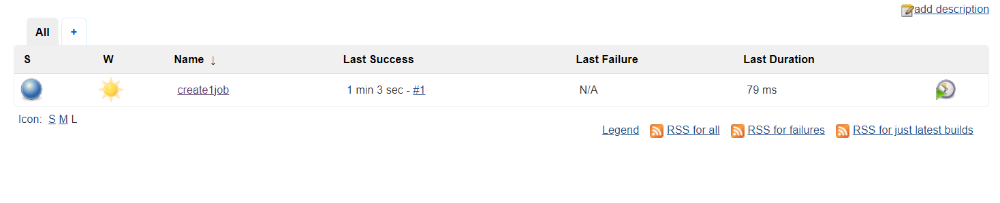 add description
All +
S W Name ↓ Last Success Last Failure Last Duration
create1job 1 min 3 sec - #1 N/A 79 ms
Icon: S M L
Legend RSS for all RSS for failures RSS for just latest builds